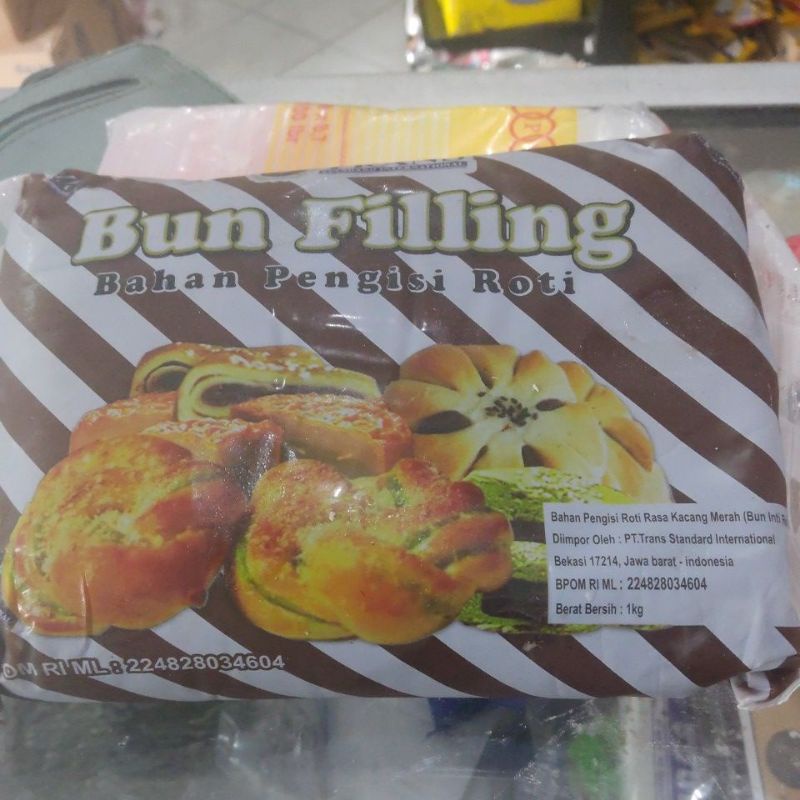 Bun Filling
Bahan Pengisi Roti
Bahan Pengisi Roti Rasa Kacang Merah (Bun Inti
Diimpor Oleh : PT.Trans Standard International
Bekasi 17214, Jawa barat - indonesia
BPOM RI ML : 224828034604
Berat Bersih : 1kg
OM RI ML : 224828034604